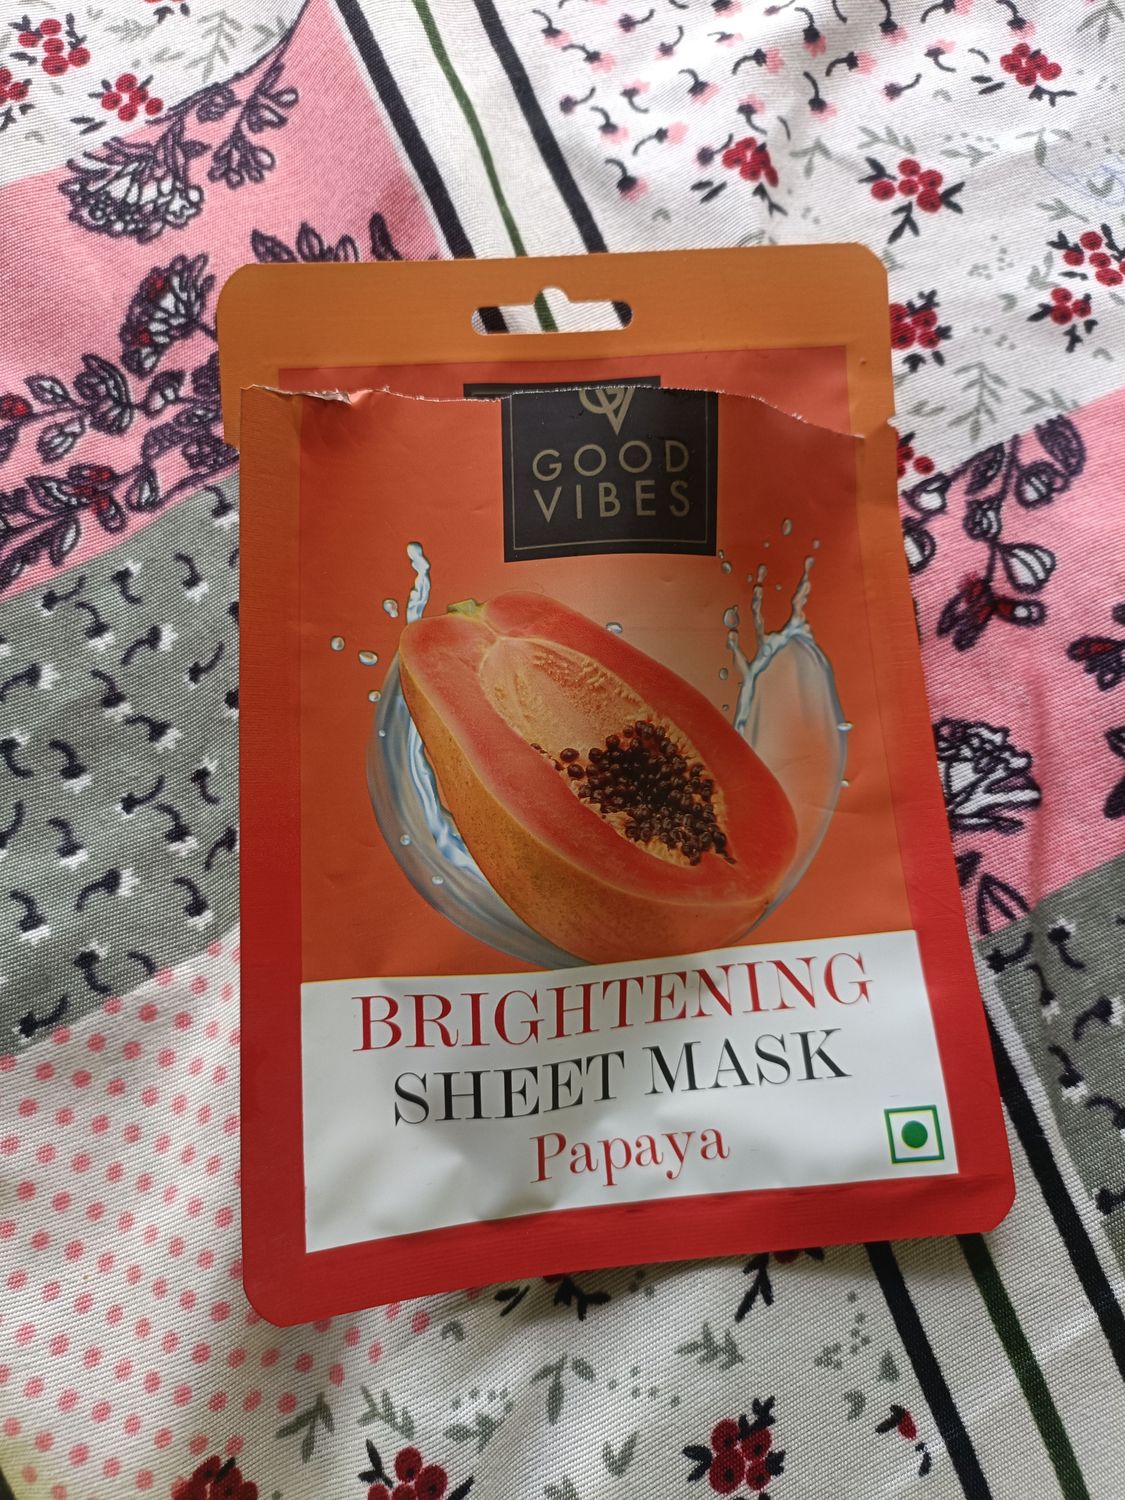 GOOD
VIBES
BRIGHTENING
SHEET MASK
Papaya